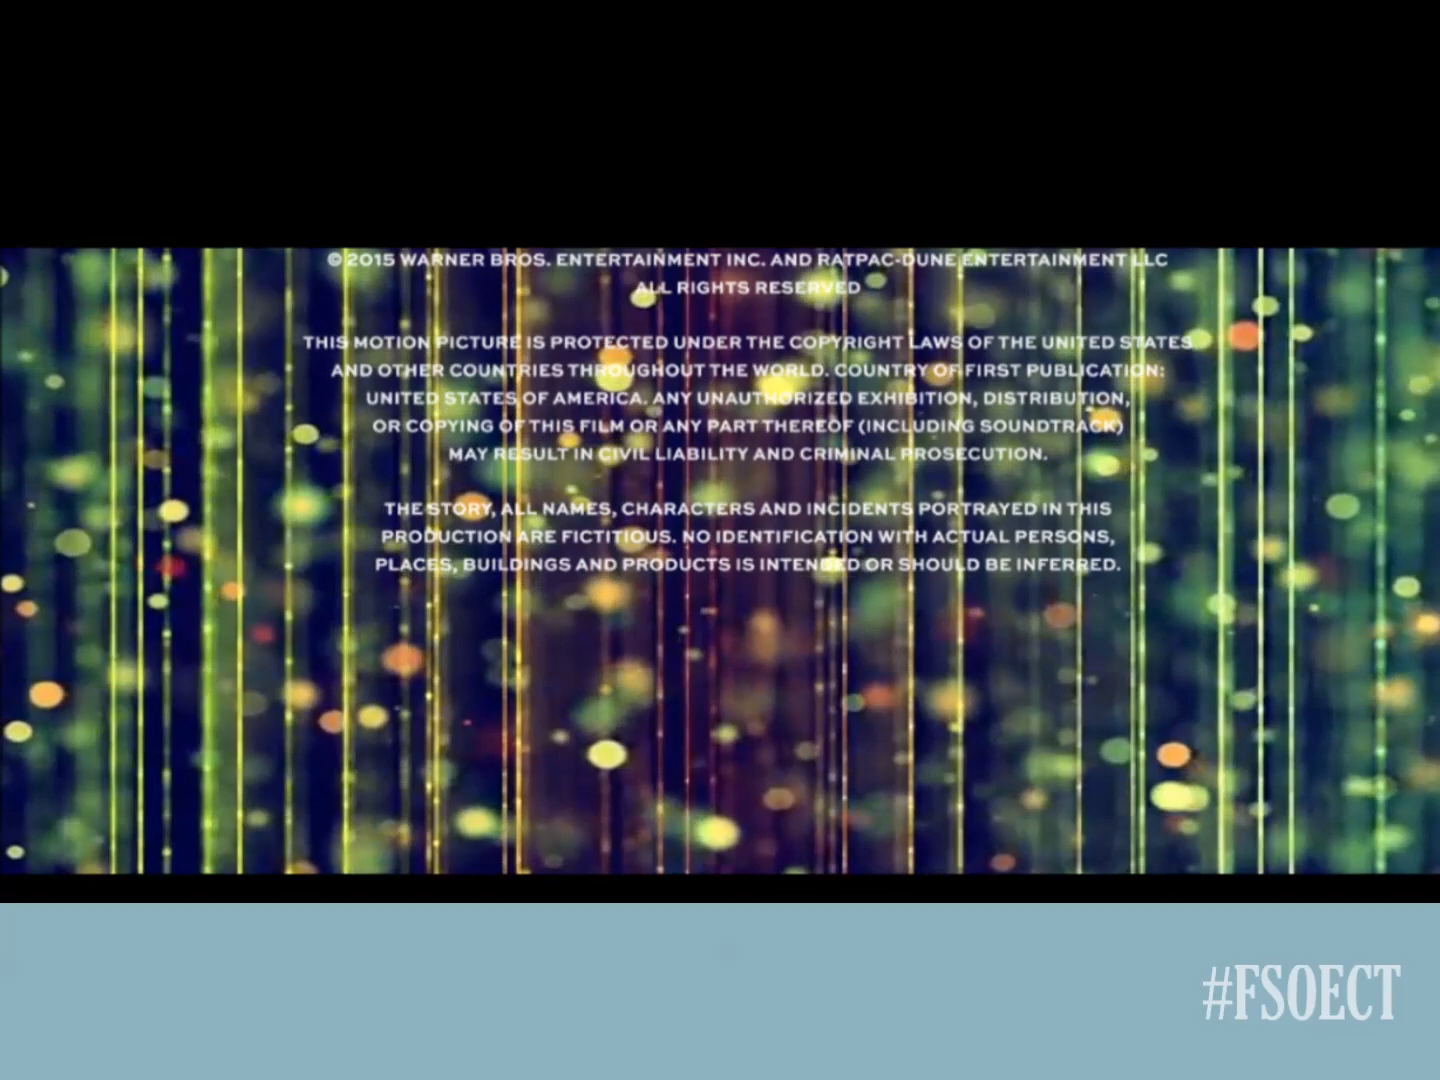 © 2015 WARNER BROS. ENTERTAINMENT INC. AND RATPAC-DUNE ENTERTAINMENT LLC
ALL RIGHTS RESERVED
THIS MOTION PICTURE IS PROTECTED UNDER THE COPYRIGHT LAWS OF THE UNITED STATES
AND OTHER COUNTRIES THROUGHOUT THE WORLD. COUNTRY OF FIRST PUBLICATION:
UNITED STATES OF AMERICA. ANY UNAUTHORIZED EXHIBITION, DISTRIBUTION,
OR COPYING OF THIS FILM OR ANY PART THEREOF (INCLUDING SOUNDTRACK)
MAY RESULT IN CIVIL LIABILITY AND CRIMINAL PROSECUTION.
THE STORY, ALL NAMES, CHARACTERS AND INCIDENTS PORTRAYED IN THIS
PRODUCTION ARE FICTITIOUS. NO IDENTIFICATION WITH ACTUAL PERSONS,
PLACES, BUILDINGS AND PRODUCTS IS INTENDED OR SHOULD BE INFERRED.
#FSOECT